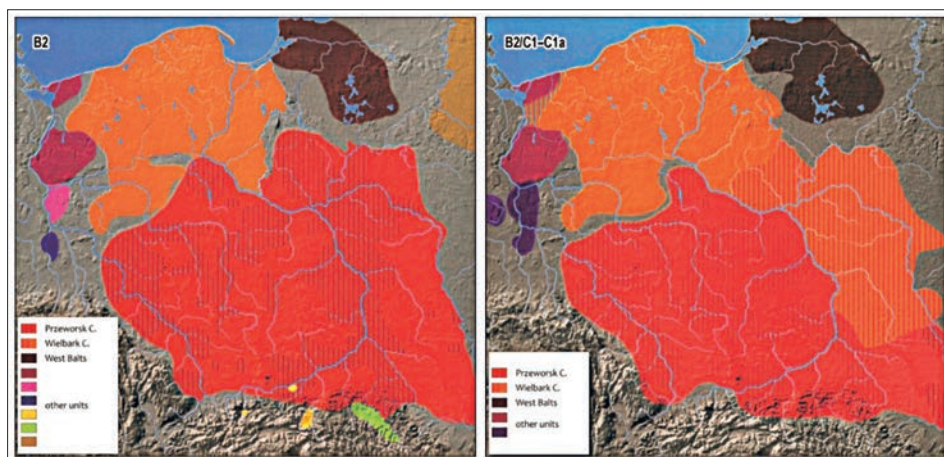 B2
Przeworsk C.
Wielbark C.
West Balts
other units
B2/C1–C1a
Przeworsk C.
Wielbark C.
West Balts
other units